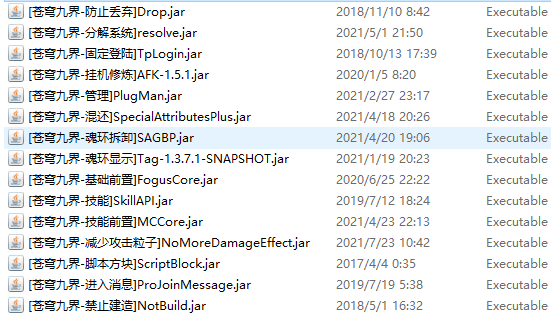 [苍穹九界-防止丢弃]Drop.jar 2018/11/10 8:42 Executable
[苍穹九界-分解系统]resolve.jar 2021/5/1 21:50 Executable
[苍穹九界-固定登陆]TpLogin.jar 2018/10/13 17:39 Executable
[苍穹九界-挂机修炼]AFK-1.5.1.jar 2020/1/5 8:20 Executable
[苍穹九界-管理]PlugMan.jar 2021/2/27 23:17 Executable
[苍穹九界-混还]SpecialAttributesPlus.jar 2021/4/18 20:26 Executable
[苍穹九界-魂环拆卸]SAGBP.jar 2021/4/20 19:06 Executable
[苍穹九界-魂环显示]Tag-1.3.7.1-SNAPSHOT.jar 2021/1/19 20:23 Executable
[苍穹九界-基础前置]FogusCore.jar 2020/6/25 22:22 Executable
[苍穹九界-技能]SkillAPI.jar 2019/7/12 18:24 Executable
[苍穹九界-技能前置]MCCore.jar 2021/4/23 22:13 Executable
[苍穹九界-减少攻击粒子]NoMoreDamageEffect.jar 2021/7/23 10:42 Executable
[苍穹九界-脚本方块]ScriptBlock.jar 2017/4/4 0:35 Executable
[苍穹九界-进入消息]ProJoinMessage.jar 2019/7/19 5:38 Executable
[苍穹九界-禁止建造]NotBuild.jar 2018/5/1 16:32 Executable